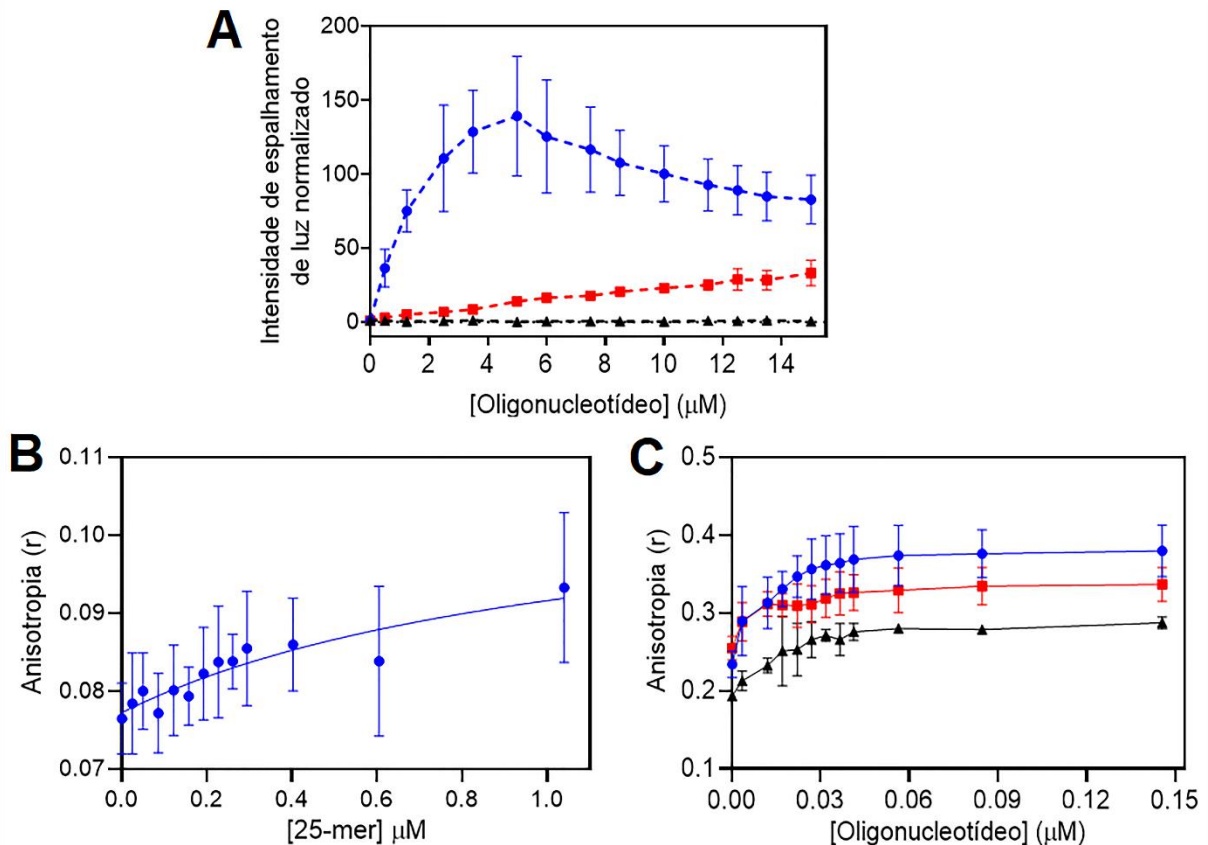 A
Intensidade de espalhamento
de luz normalizado
200
150
100
50
0
0 2 4 6 8 10 12 14
[Oligonucleotídeo] (μM)
B
Anisotropia (r)
0.11
0.10
0.09
0.08
0.07
0.0 0.2 0.4 0.6 0.8 1.0
[25-mer] μM
C
Anisotropia (r)
0.5
0.4
0.3
0.2
0.1
0.00 0.03 0.06 0.09 0.12 0.15
[Oligonucleotídeo] (μM)